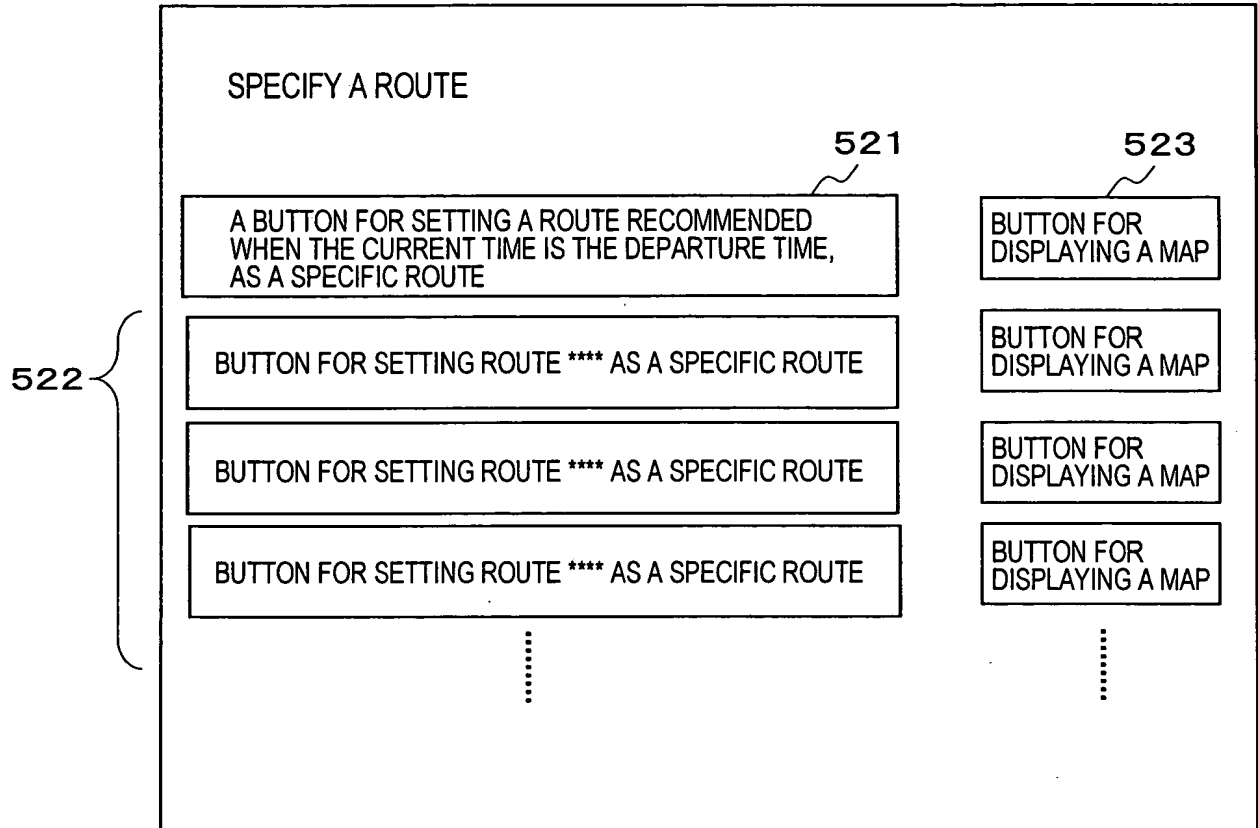 SPECIFY A ROUTE
521
523
A BUTTON FOR SETTING A ROUTE RECOMMENDED
WHEN THE CURRENT TIME IS THE DEPARTURE TIME,
AS A SPECIFIC ROUTE
BUTTON FOR
DISPLAYING A MAP
522
BUTTON FOR SETTING ROUTE **** AS A SPECIFIC ROUTE
BUTTON FOR
DISPLAYING A MAP
BUTTON FOR SETTING ROUTE **** AS A SPECIFIC ROUTE
BUTTON FOR
DISPLAYING A MAP
BUTTON FOR SETTING ROUTE **** AS A SPECIFIC ROUTE
BUTTON FOR
DISPLAYING A MAP